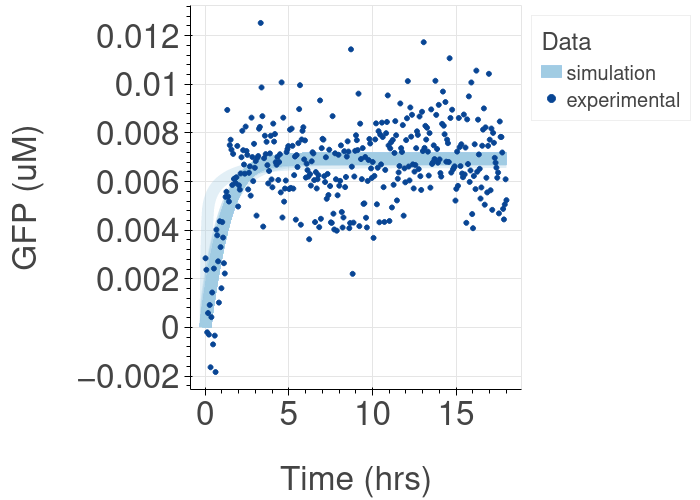 0.012
0.01
0.008
0.006
0.004
0.002
0
−0.002
GFP (uM)
0 5 10 15
Time (hrs)
Data
simulation
experimental